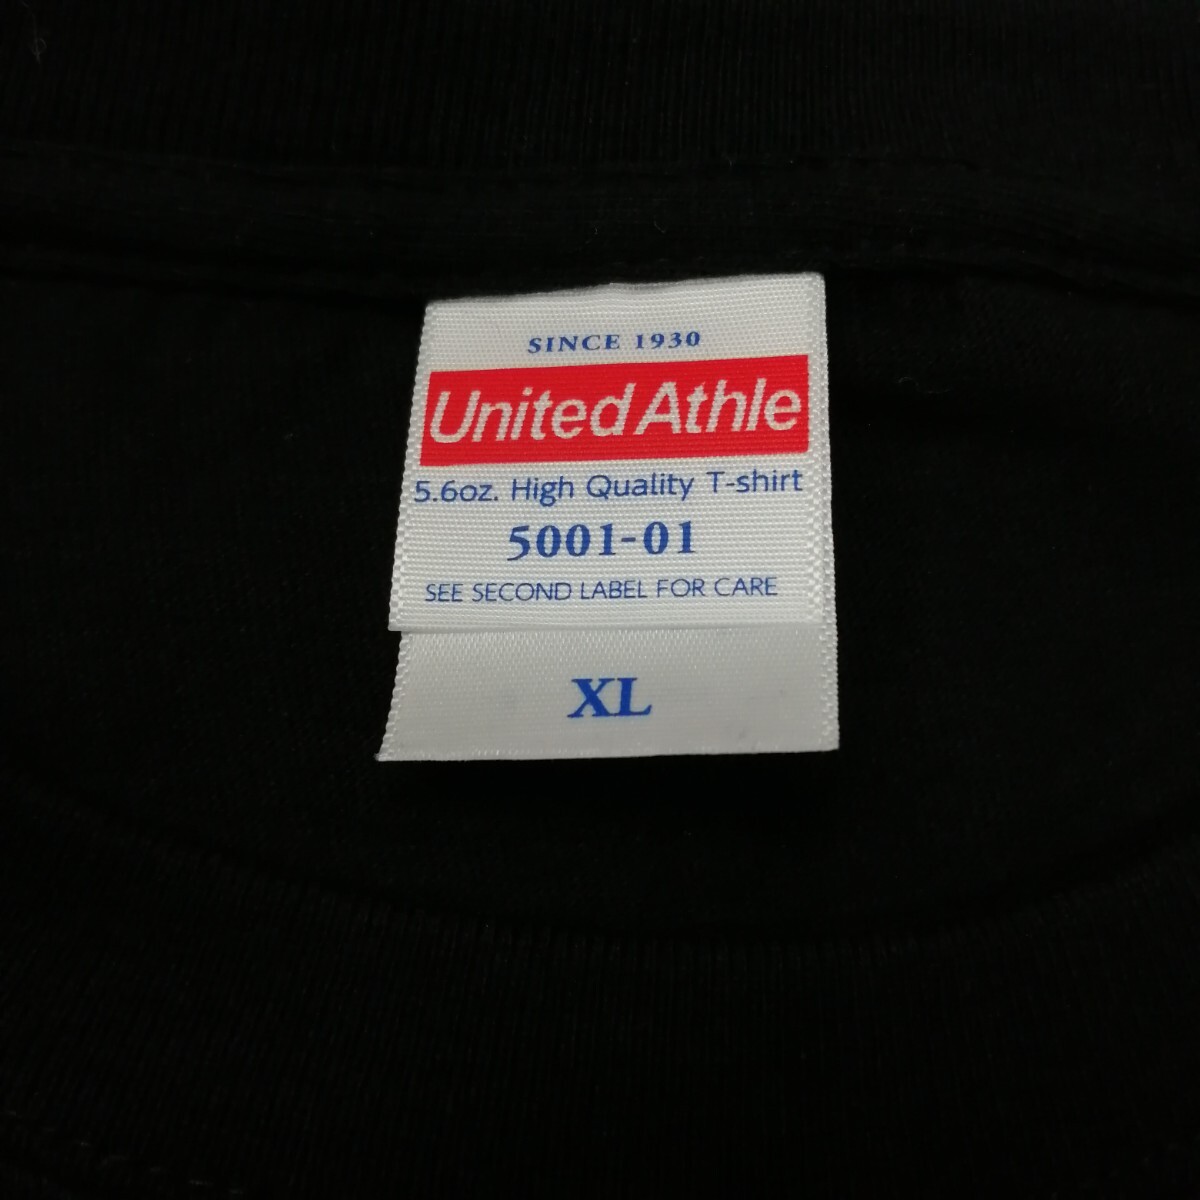 SINCE 1930
United Athle
5.6oz. High Quality T-shirt
5001-01
SEE SECOND LABEL FOR CARE
XL